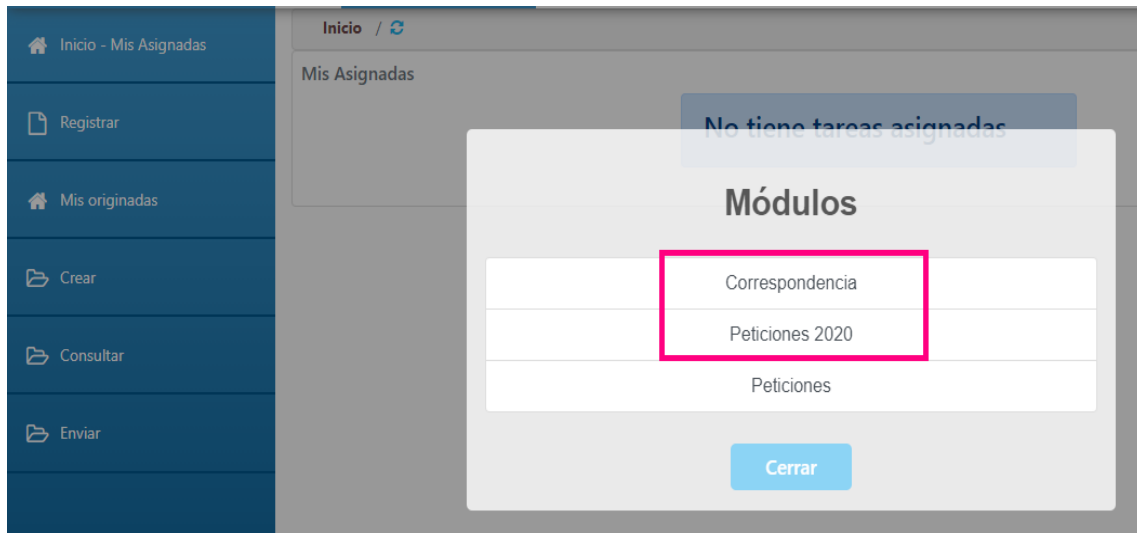 Inicio - Mis Asignadas
Registrar
Mis originadas
Crear
Consultar
Enviar
Inicio /
Mis Asignadas
No tiene tareas asignadas
Módulos
Correspondencia
Peticiones 2020
Peticiones
Cerrar